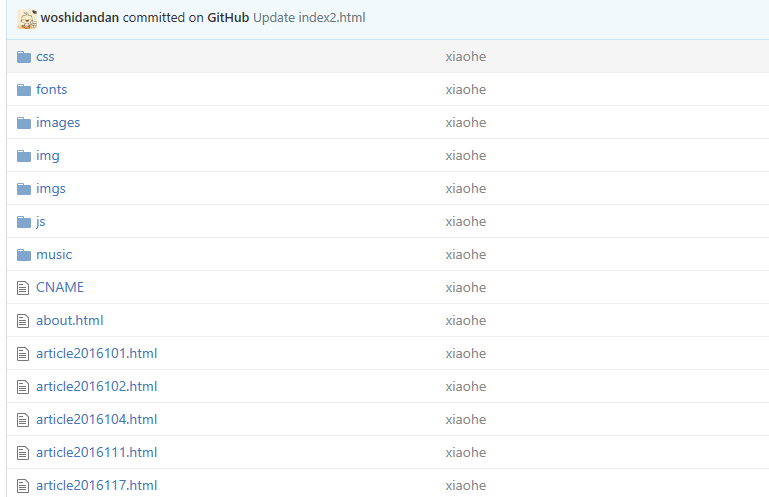 woshidandan committed on GitHub Update index2.html
css xiaohe
fonts xiaohe
images xiaohe
img xiaohe
imgs xiaohe
js xiaohe
music xiaohe
CNAME xiaohe
about.html xiaohe
article2016101.html xiaohe
article2016102.html xiaohe
article2016104.html xiaohe
article2016111.html xiaohe
article2016117.html xiaohe